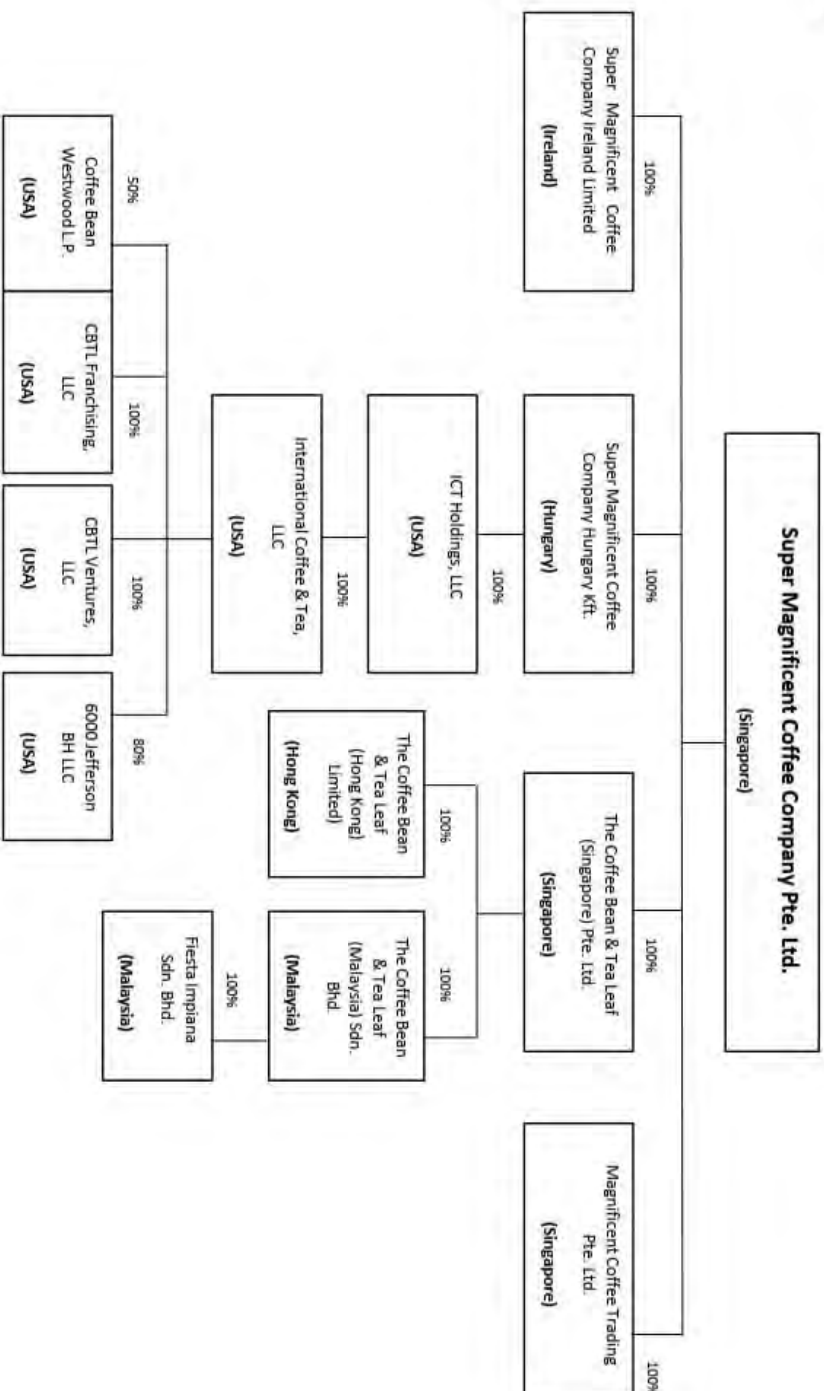 Super Magnificent Coffee Company Pte. Ltd.
(Singapore)
100%
100%
100%
100%
Super Magnificent Coffee
Company Ireland Limited
(Ireland)
Super Magnificent Coffee
Company Hungary Kft.
(Hungary)
The Coffee Bean & Tea Leaf
(Singapore) Pte. Ltd.
(Singapore)
Magnificent Coffee Trading
Pte. Ltd.
(Singapore)
100%
100%
100%
ICT Holdings, LLC
(USA)
The Coffee Bean
& Tea Leaf
(Hong Kong)
Limited)
(Hong Kong)
The Coffee Bean
& Tea Leaf
(Malaysia) Sdn.
Bhd.
(Malaysia)
100%
International Coffee & Tea,
LLC
(USA)
100%
Fiesta Impiana
Sdn. Bhd.
(Malaysia)
50%
100%
100%
80%
Coffee Bean
Westwood L.P.
(USA)
CBTL Franchising,
LLC
(USA)
CBTL Ventures,
LLC
(USA)
6000 Jefferson
BH LLC
(USA)